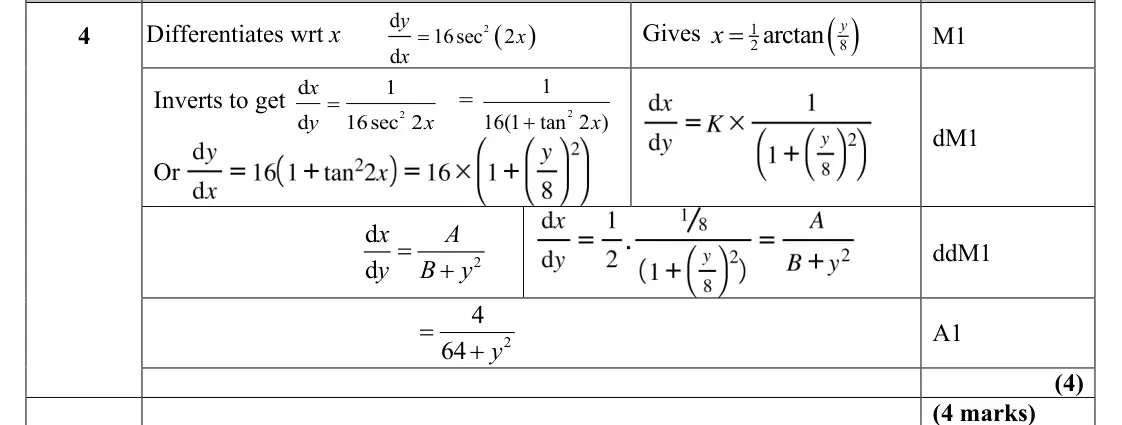 4 Differentiates wrt x dy/dx = 16 sec² (2x) Gives x = ½ arctan(y/8) M1
Inverts to get dx/dy = 1/(16 sec² 2x) = 1/(16(1 + tan² 2x)) dx/dy = K × 1/(1 + (y/8)²) dM1
Or dy/dx = 16(1 + tan²2x) = 16 × (1 + (y/8)²)
dx/dy = A/(B + y²) dx/dy = 1/2 . (1/8)/(1 + (y/8)²) = A/(B + y²) ddM1
= 4/(64 + y²) A1
(4)
(4 marks)